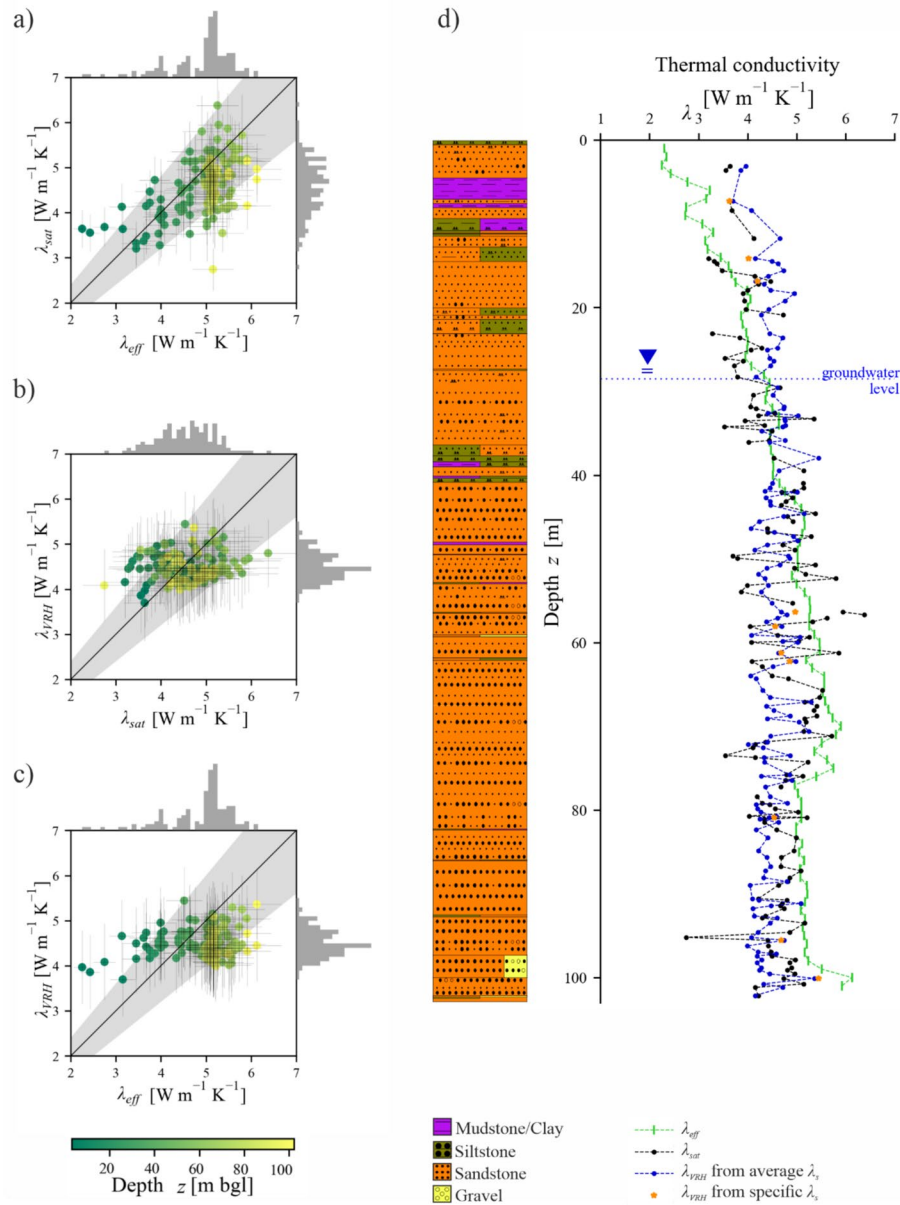 a)
7
6
5
4
3
2
λsat [W m⁻¹ K⁻¹]
2 3 4 5 6 7
λeff [W m⁻¹ K⁻¹]
b)
7
6
5
4
3
2
λVRH [W m⁻¹ K⁻¹]
2 3 4 5 6 7
λsat [W m⁻¹ K⁻¹]
c)
7
6
5
4
3
2
λVRH [W m⁻¹ K⁻¹]
2 3 4 5 6 7
λeff [W m⁻¹ K⁻¹]
20 40 60 80 100
Depth z [m bgl]
d)
Thermal conductivity
λ [W m⁻¹ K⁻¹]
1 2 3 4 5 6 7
0
20
40
60
80
100
Depth z [m]
groundwater
level
Mudstone/Clay
Siltstone
Sandstone
Gravel
λeff
λsat
λVRH from average λs
λVRH from specific λs